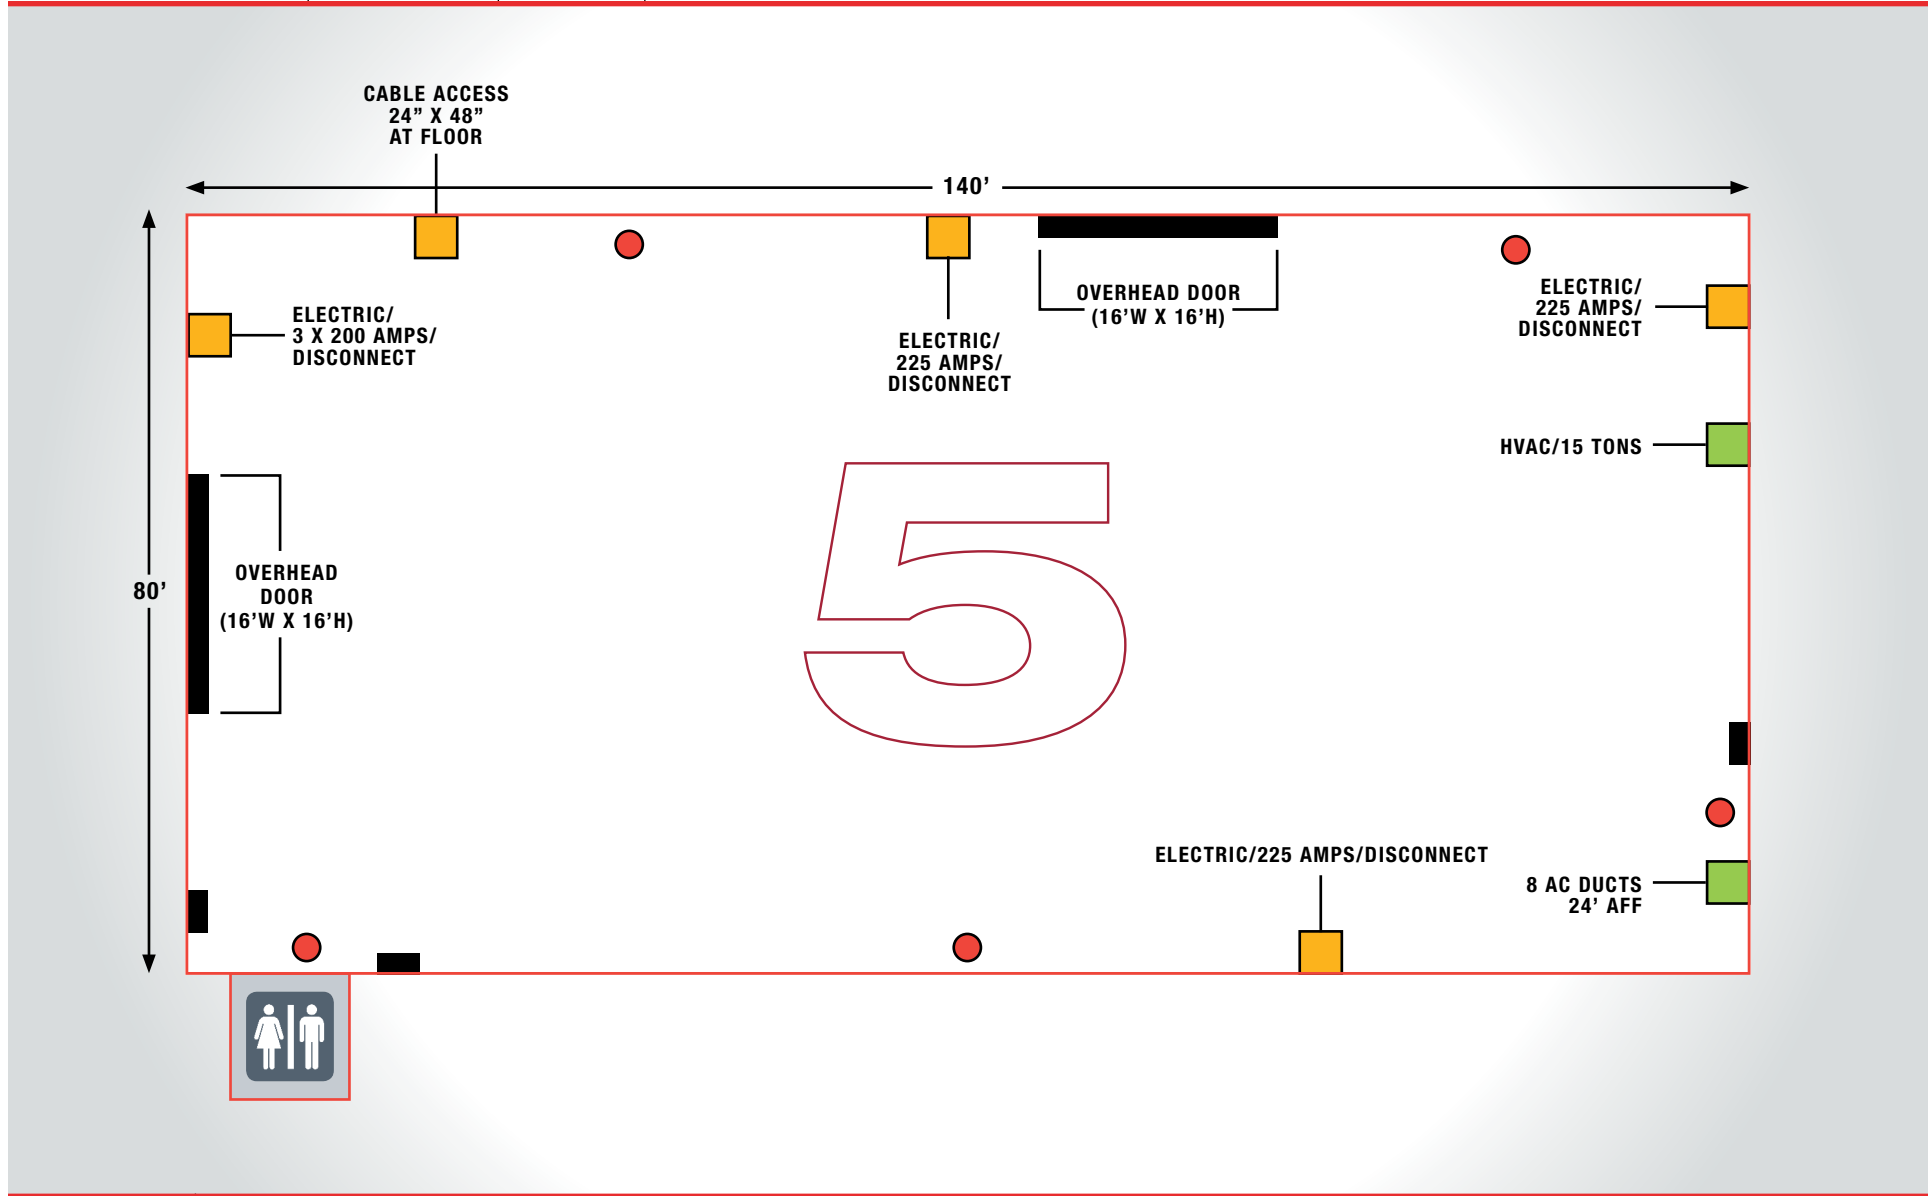 CABLE ACCESS
24” X 48”
AT FLOOR
140’
ELECTRIC/
3 X 200 AMPS/
DISCONNECT
ELECTRIC/
225 AMPS/
DISCONNECT
OVERHEAD DOOR
(16’W X 16’H)
ELECTRIC/
225 AMPS/
DISCONNECT
HVAC/15 TONS
80’
OVERHEAD
DOOR
(16’W X 16’H)
5
ELECTRIC/225 AMPS/DISCONNECT
8 AC DUCTS
24’ AFF